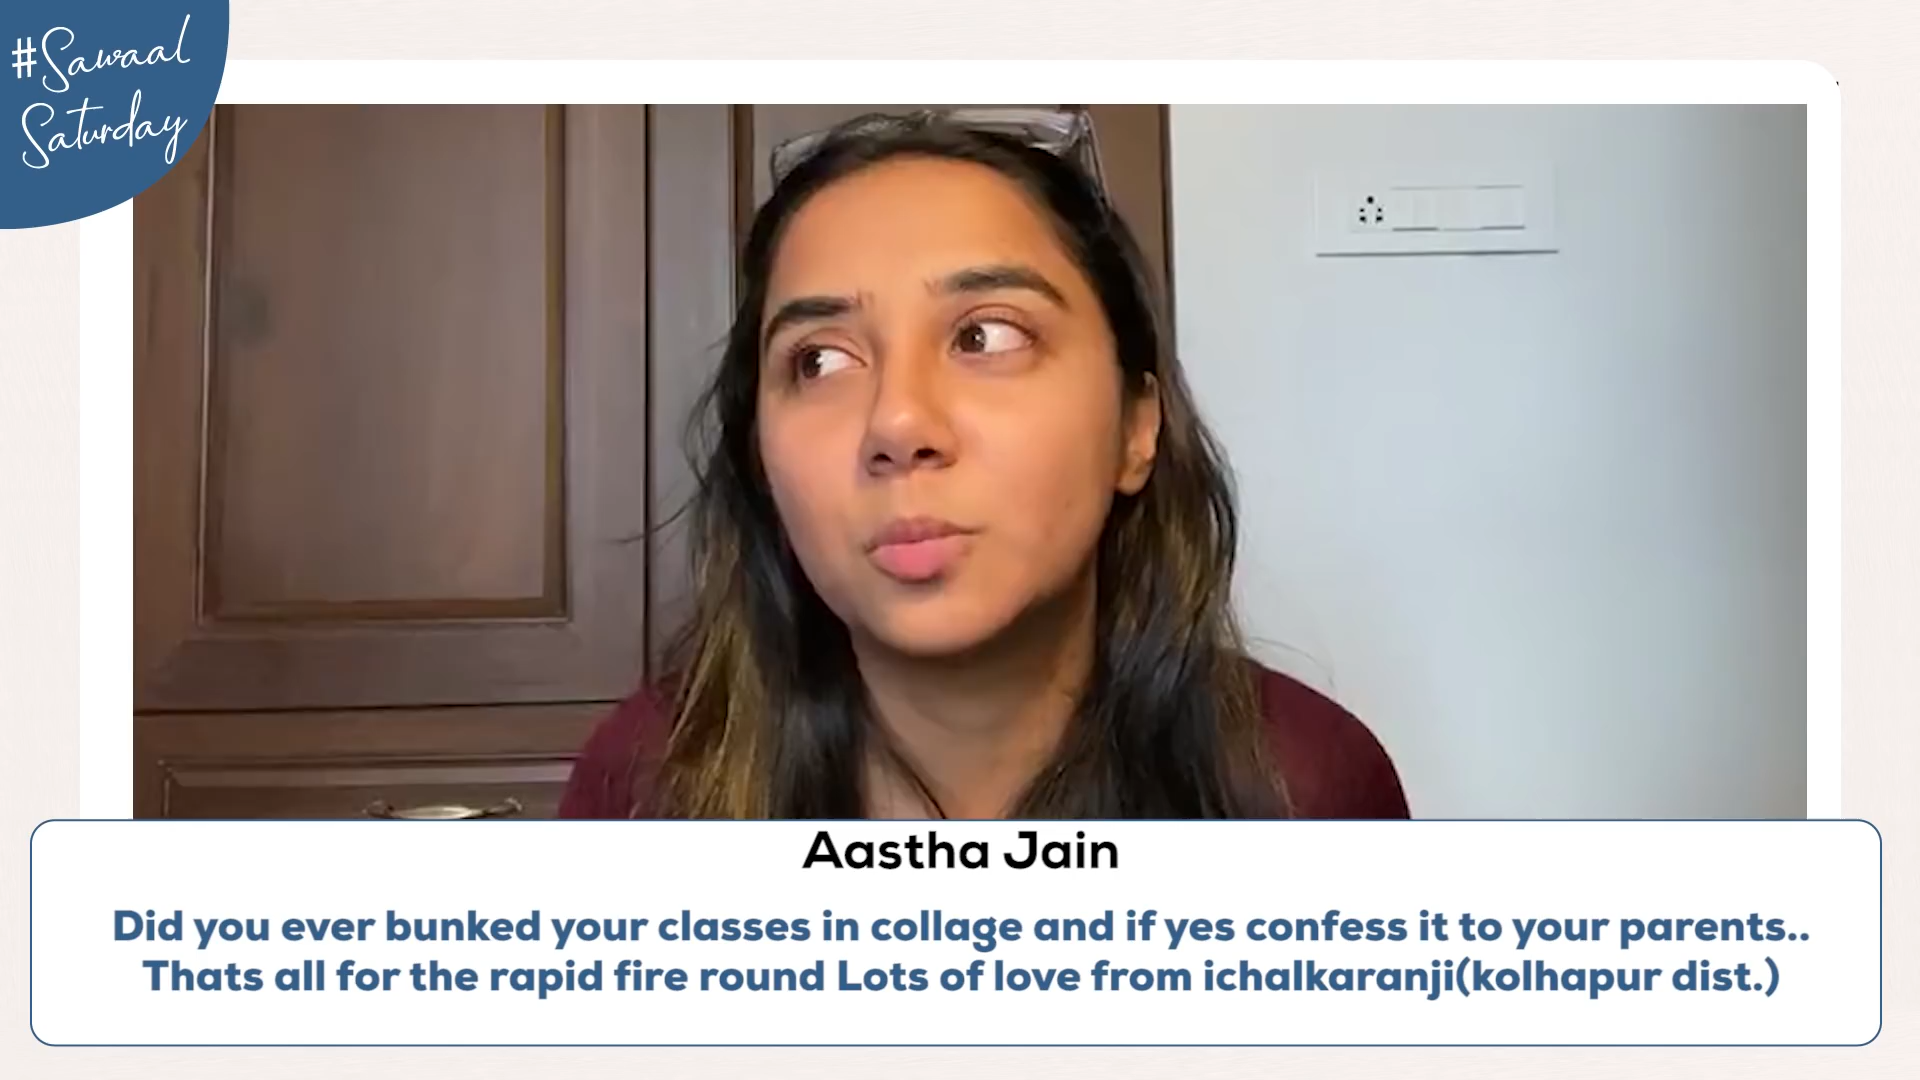 #Sawaal
Saturday
Aastha Jain
Did you ever bunked your classes in collage and if yes confess it to your parents..
Thats all for the rapid fire round Lots of love from ichalkaranji(kolhapur dist.)